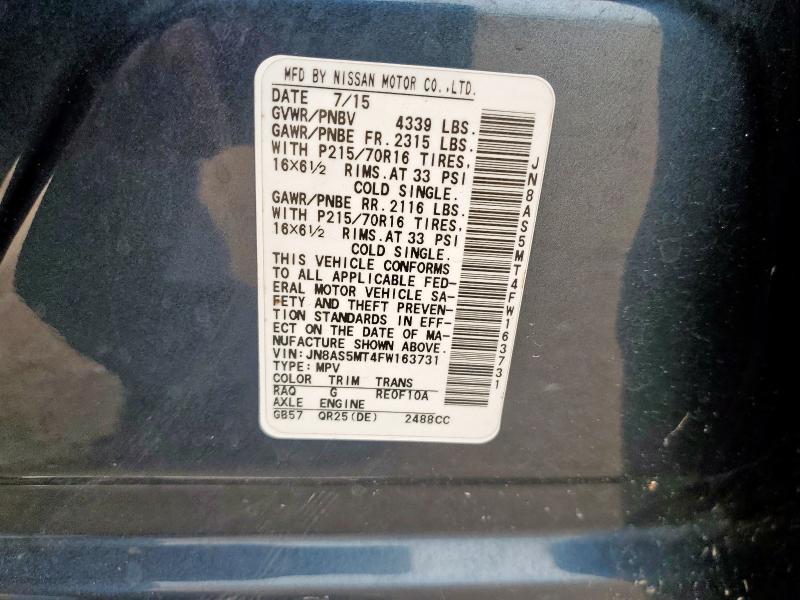 MFD BY NISSAN MOTOR CO.,LTD.
DATE 7/15
GVWR/PNBV 4339 LBS.
GAWR/PNBE FR. 2315 LBS.
WITH P215/70R16 TIRES,
16×6½ RIMS. AT 33 PSI
COLD SINGLE.
GAWR/PNBE RR. 2116 LBS.
WITH P215/70R16 TIRES,
16×6½ RIMS. AT 33 PSI
COLD SINGLE.
THIS VEHICLE CONFORMS
TO ALL APPLICABLE FED-
ERAL MOTOR VEHICLE SA-
FETY AND THEFT PREVEN-
TION STANDARDS IN EFF-
ECT ON THE DATE OF MA-
NUFACTURE SHOWN ABOVE.
VIN: JN8AS5MT4FW163731
TYPE: MPV
COLOR TRIM TRANS
RAQ G RE0F10A
AXLE ENGINE
GB57 QR25(DE) 2488CC
JN8AS5MT4FW163731